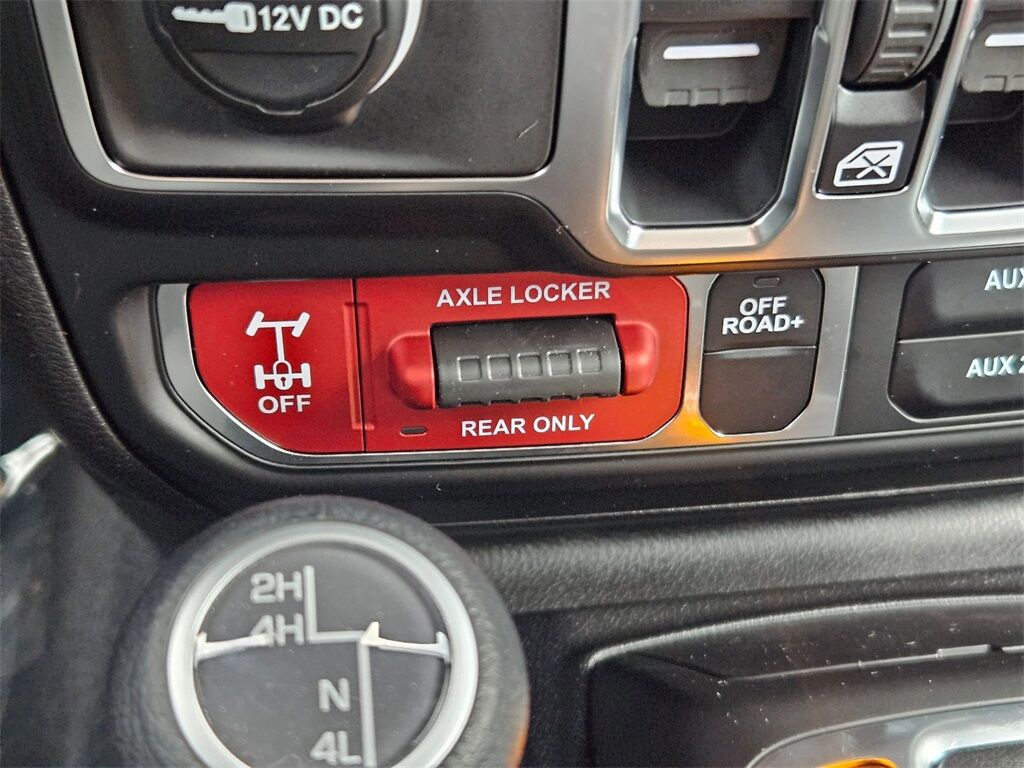 12V DC
AXLE LOCKER
OFF
REAR ONLY
OFF
ROAD+
AUX
AUX 2
2H
4H
N
4L